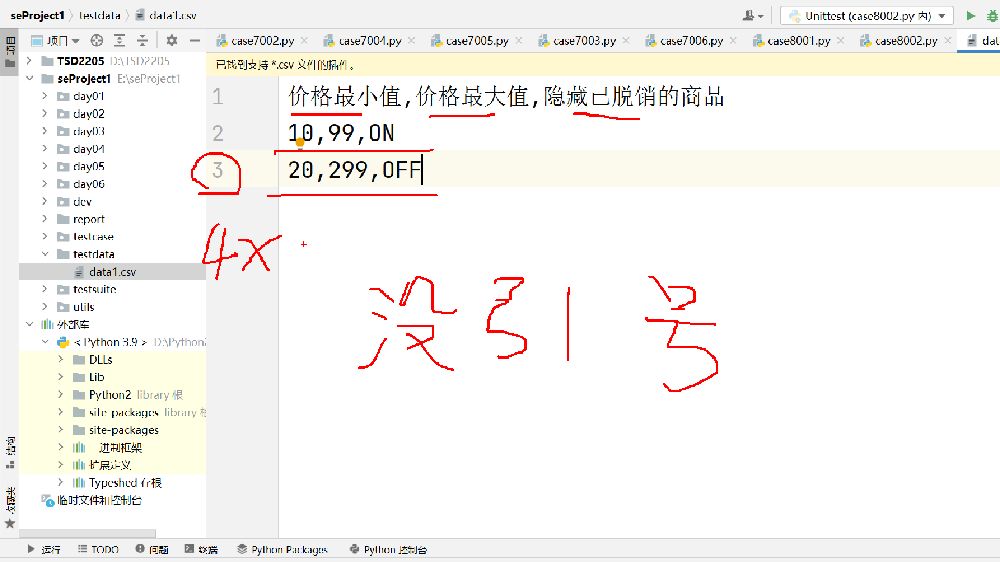 seProject1 testdata data1.csv
Unittest (case8002.py 内)
项目
项目
case7002.py case7004.py case7005.py case7003.py case7006.py case8001.py case8002.py dat
TSD2205 D:\TSD2205
已找到支持 *.csv 文件的插件。
seProject1 E:\seProject1
day01
day02
day03
day04
day05
day06
dev
report
testcase
testdata
data1.csv
testsuite
utils
外部库
< Python 3.9 > D:\Python
DLLs
Lib
Python2 library 根
site-packages library 根
site-packages
二进制框架
扩展定义
Typeshed 存根
临时文件和控制台
1 价格最小值,价格最大值,隐藏已脱销的商品
2 10,99,ON
3 20,299,OFF
4 x
没引号
结构
收藏夹
运行 TODO 问题 终端 Python Packages Python 控制台